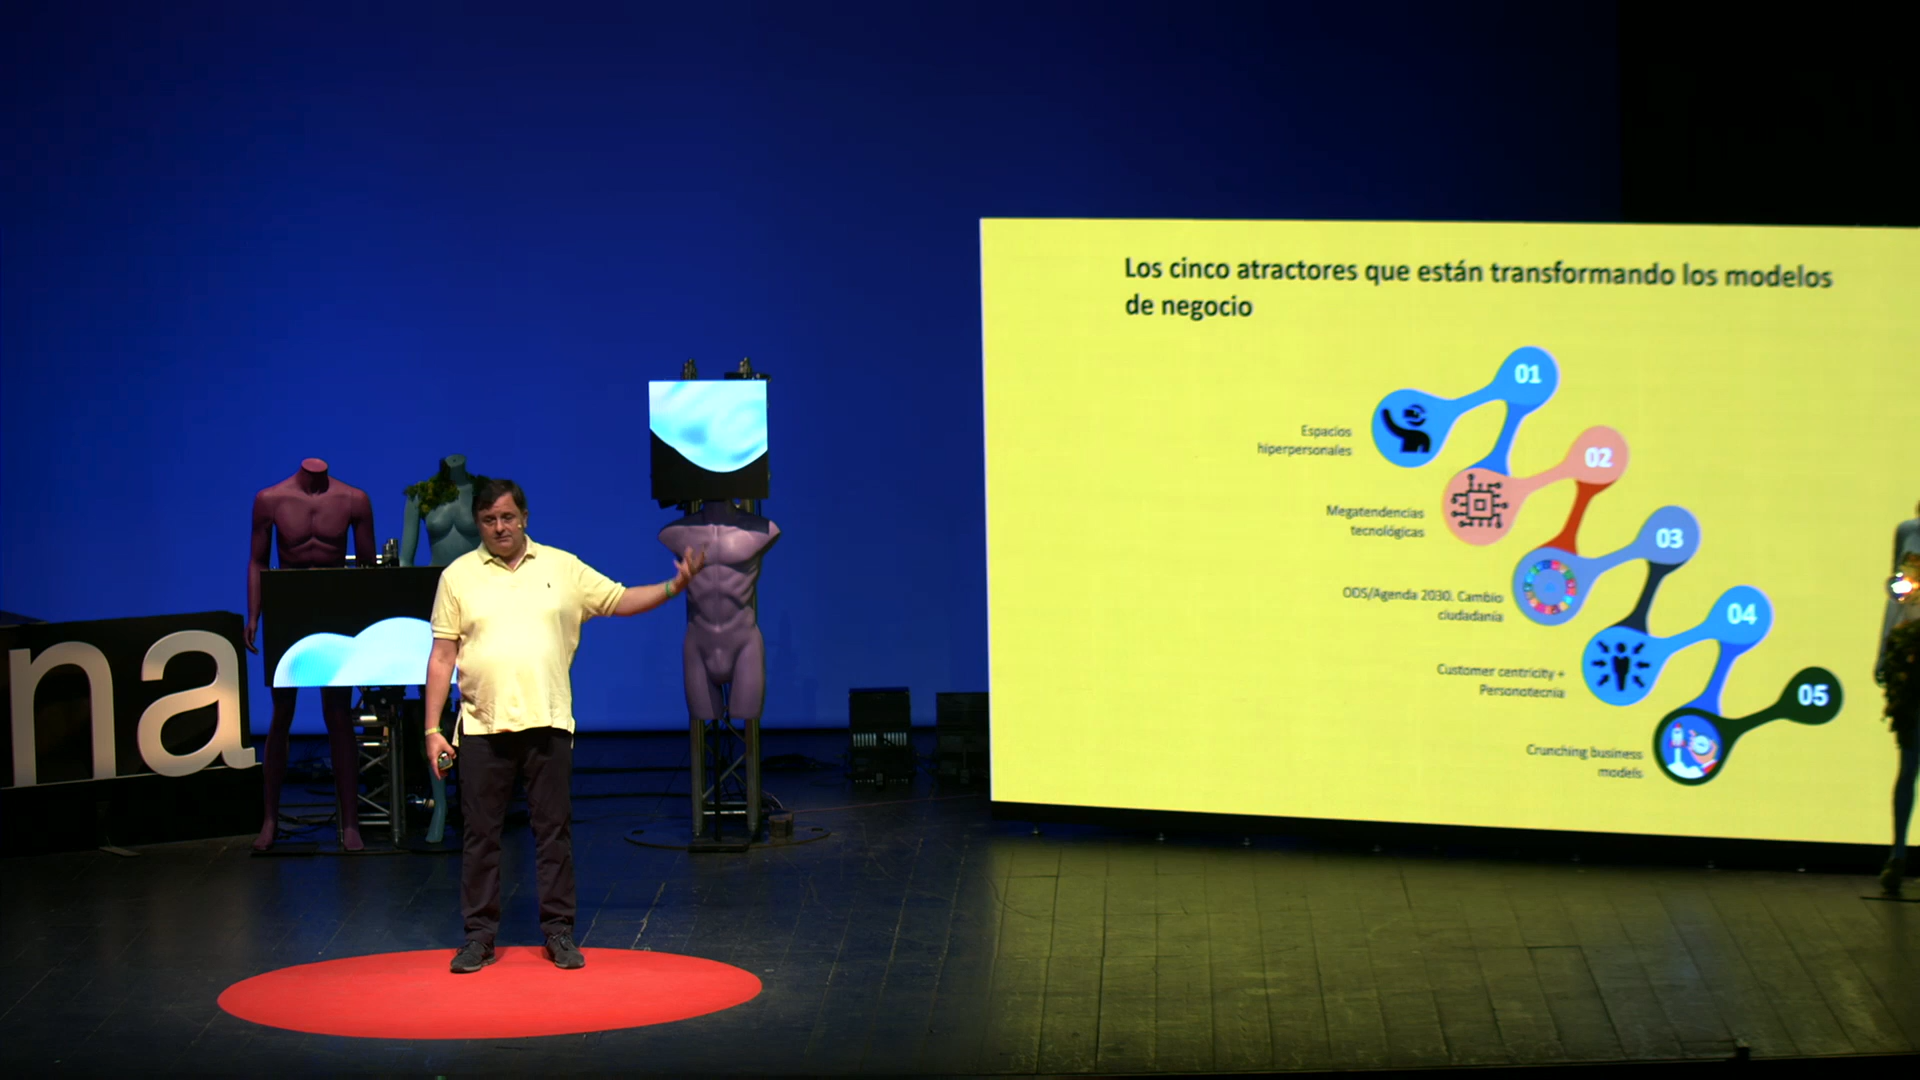 na
Los cinco atractores que están transformando los modelos
de negocio
01
Espacios
hiperpersonales
02
Megatendencias
tecnológicas
03
ODS/Agenda 2030. Cambio
ciudadanía
04
Customer centricity +
Personotecnia
05
Crunching business
models